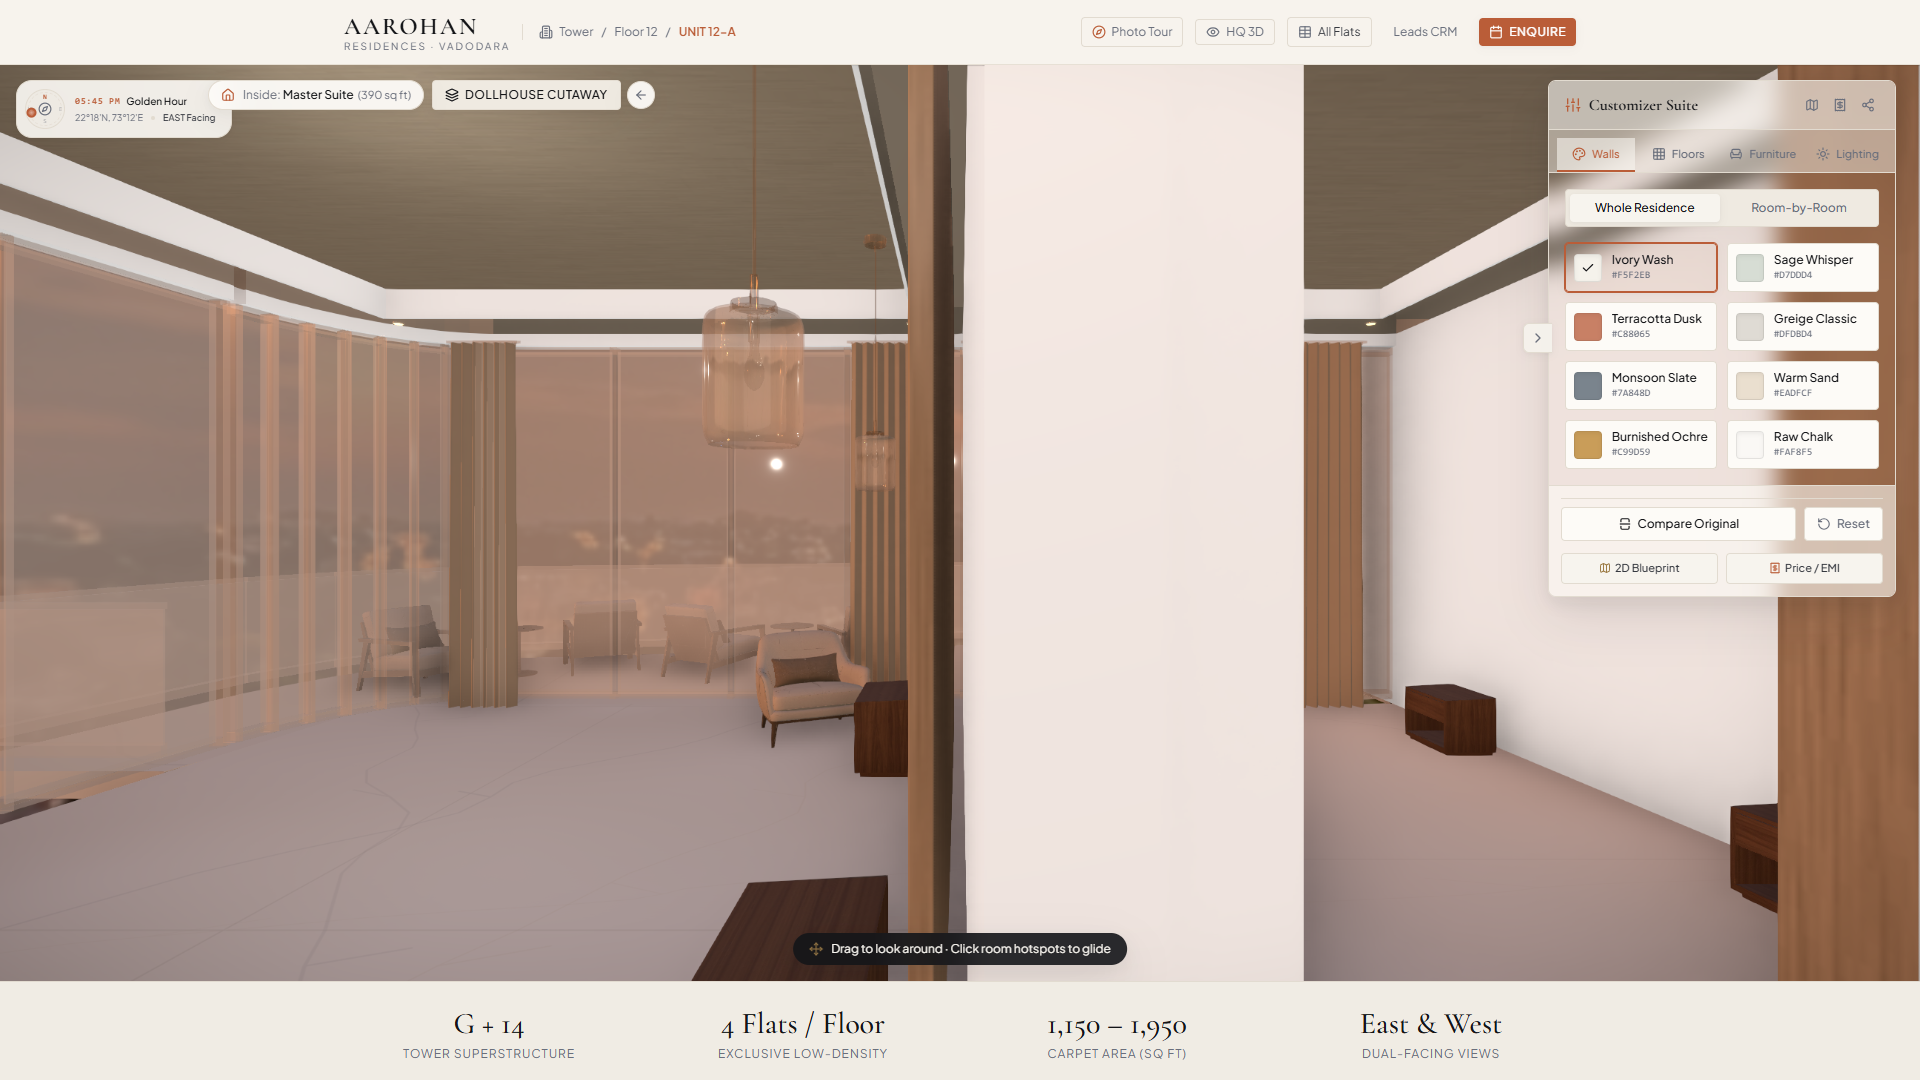 AAROHAN
RESIDENCES · VADODARA
Tower / Floor 12 / UNIT 12-A
Photo Tour
HQ 3D
All Flats
Leads CRM
ENQUIRE
N
S
05:45 PM Golden Hour
22°18'N, 73°12'E EAST Facing
Inside: Master Suite (390 sq ft)
DOLLHOUSE CUTAWAY
Customizer Suite
Walls
Floors
Furniture
Lighting
Whole Residence
Room-by-Room
Ivory Wash
#F5F2EB
Sage Whisper
#D7DDD4
Terracotta Dusk
#C88065
Greige Classic
#DFDBD4
Monsoon Slate
#7A848D
Warm Sand
#EADFCF
Burnished Ochre
#C99D59
Raw Chalk
#FAF8F5
Compare Original
Reset
2D Blueprint
Price / EMI
Drag to look around · Click room hotspots to glide
G + 14
TOWER SUPERSTRUCTURE
4 Flats / Floor
EXCLUSIVE LOW-DENSITY
1,150 – 1,950
CARPET AREA (SQ FT)
East & West
DUAL-FACING VIEWS